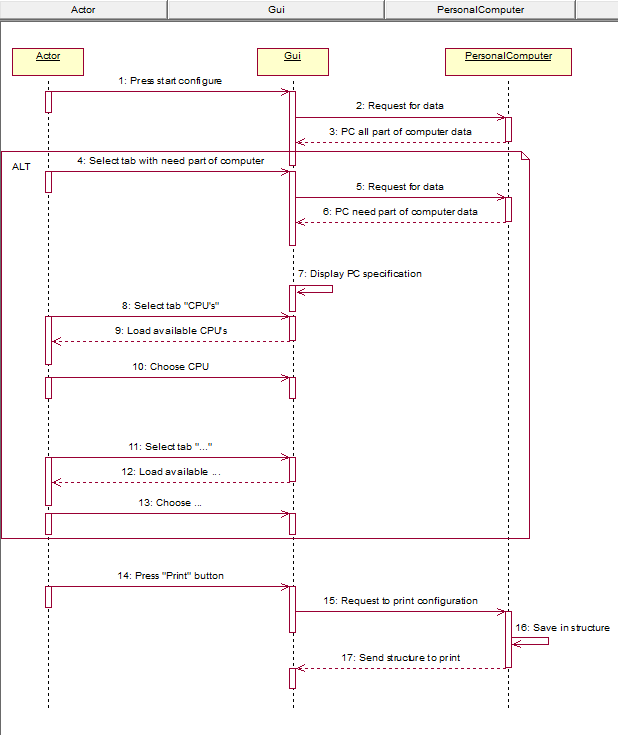 Actor
Gui
PersonalComputer
Actor
Gui
PersonalComputer
1: Press start configure
2: Request for data
3: PC all part of computer data
ALT
4: Select tab with need part of computer
5: Request for data
6: PC need part of computer data
7: Display PC specification
8: Select tab "CPU's"
9: Load available CPU's
10: Choose CPU
11: Select tab "..."
12: Load available ...
13: Choose ...
14: Press "Print" button
15: Request to print configuration
16: Save in structure
17: Send structure to print